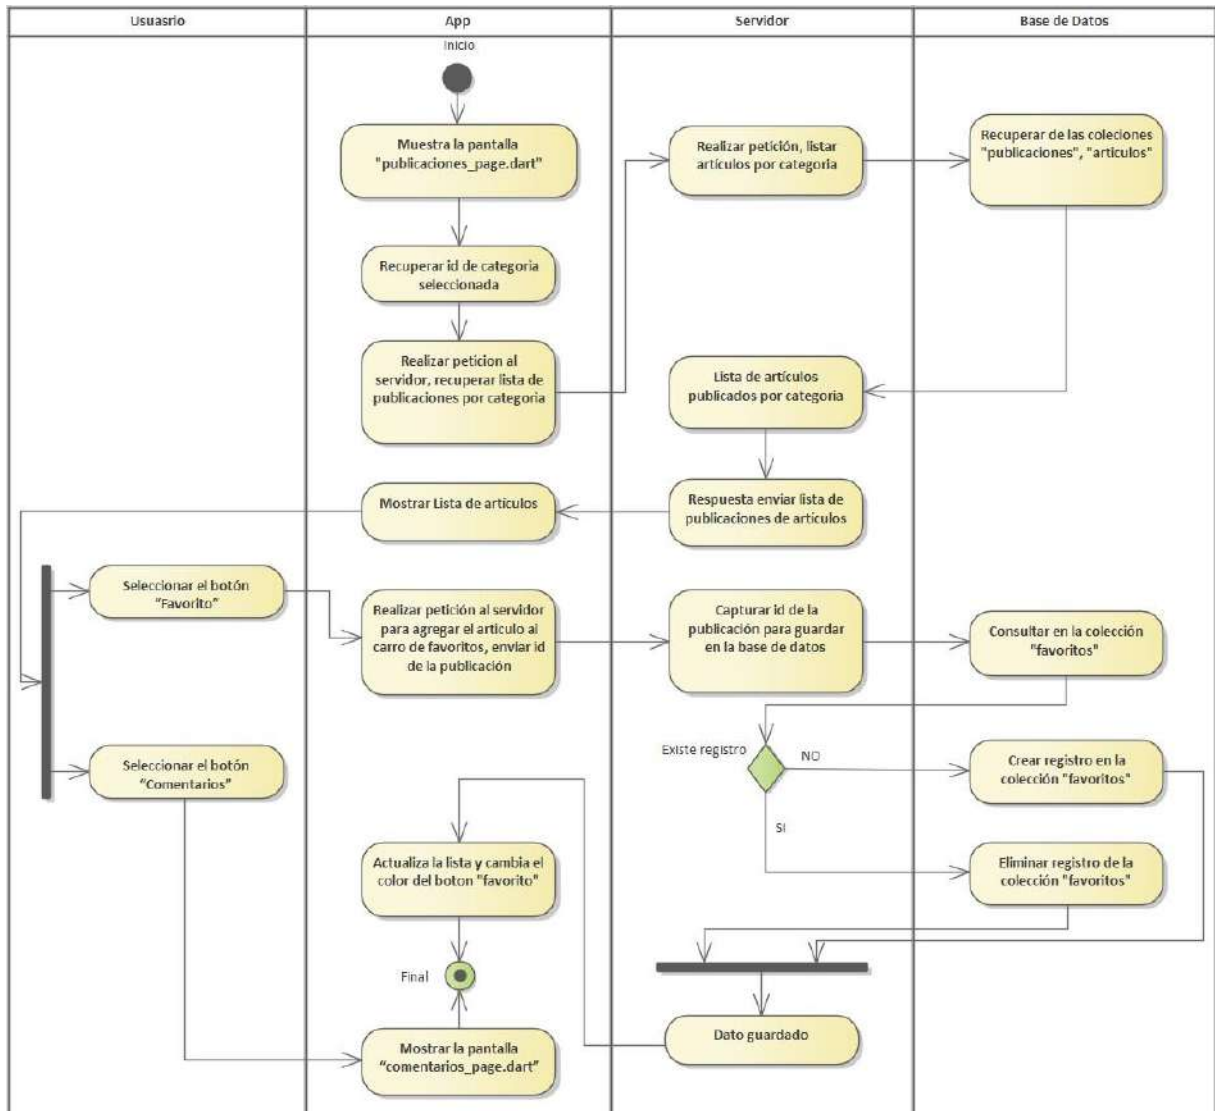 Usuasrio
App
Servidor
Base de Datos
Inicio
Muestra la pantalla
"publicaciones_page.dart"
Realizar petición, listar
artículos por categoria
Recuperar de las coleciones
"publicaciones", "articulos"
Recuperar id de categoria
seleccionada
Realizar peticion al
servidor, recuperar lista de
publicaciones por categoria
Lista de artículos
publicados por categoria
Mostrar Lista de artículos
Respuesta enviar lista de
publicaciones de artículos
Seleccionar el botón
“Favorito”
Realizar petición al servidor
para agregar el articulo al
carro de favoritos, enviar id
de la publicación
Capturar id de la
publicación para guardar
en la base de datos
Consultar en la colección
"favoritos"
Existe registro
NO
Seleccionar el botón
“Comentarios”
Crear registro en la
colección "favoritos"
SI
Actualiza la lista y cambia el
color del boton "favorito"
Eliminar registro de la
colección "favoritos"
Final
Dato guardado
Mostrar la pantalla
“comentarios_page.dart”